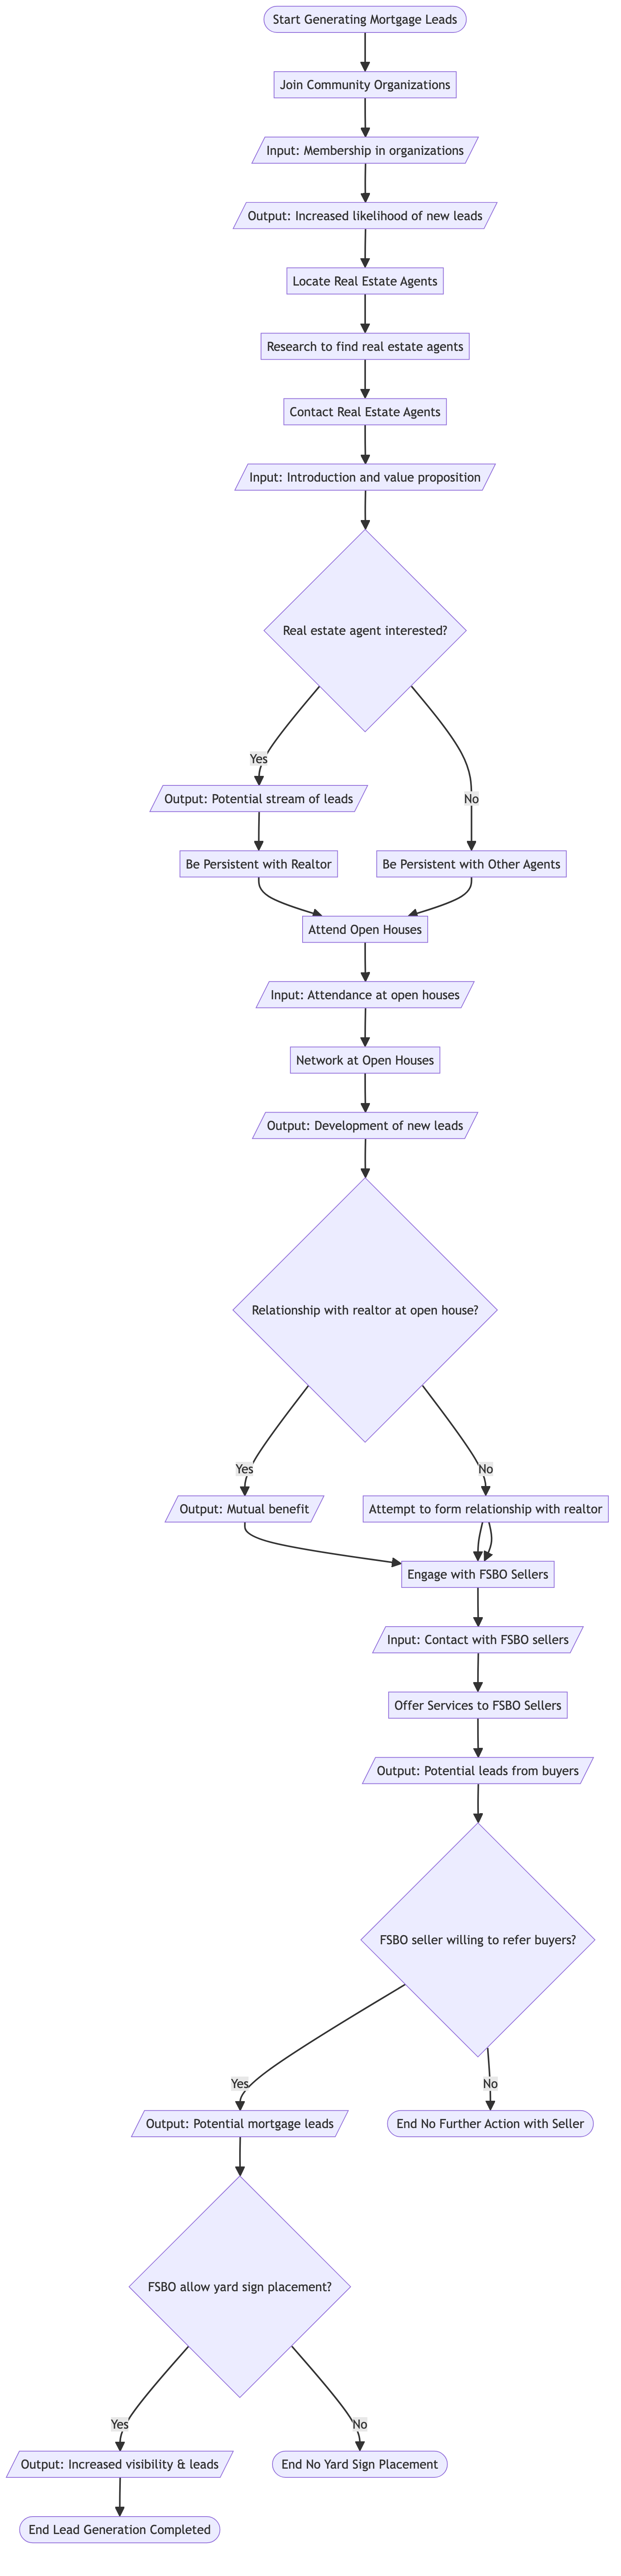 Start Generating Mortgage Leads
Join Community Organizations
Input: Membership in organizations
Output: Increased likelihood of new leads
Locate Real Estate Agents
Research to find real estate agents
Contact Real Estate Agents
Input: Introduction and value proposition
Real estate agent interested?
Yes
Output: Potential stream of leads
No
Be Persistent with Realtor
Be Persistent with Other Agents
Attend Open Houses
Input: Attendance at open houses
Network at Open Houses
Output: Development of new leads
Relationship with realtor at open house?
Yes
No
Output: Mutual benefit
Attempt to form relationship with realtor
Engage with FSBO Sellers
Input: Contact with FSBO sellers
Offer Services to FSBO Sellers
Output: Potential leads from buyers
FSBO seller willing to refer buyers?
Yes
No
Output: Potential mortgage leads
End No Further Action with Seller
FSBO allow yard sign placement?
Yes
No
Output: Increased visibility & leads
End No Yard Sign Placement
End Lead Generation Completed